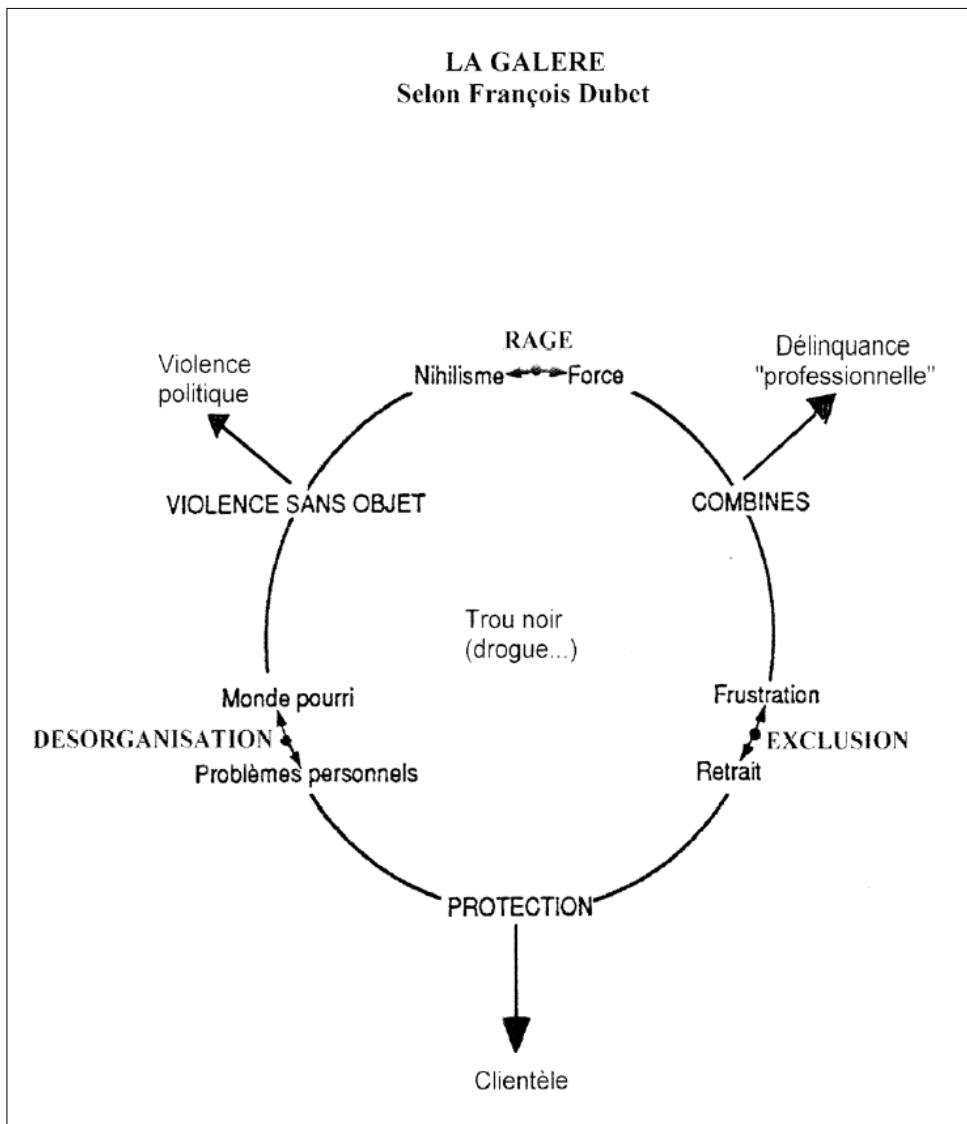 LA GALERE
Selon François Dubet
RAGE
Nihilisme Force
Violence
politique
Délinquance
"professionnelle"
VIOLENCE SANS OBJET
COMBINES
Trou noir
(drogue...)
Monde pourri
Frustration
DESORGANISATION
EXCLUSION
Problèmes personnels
Retrait
PROTECTION
Clientèle